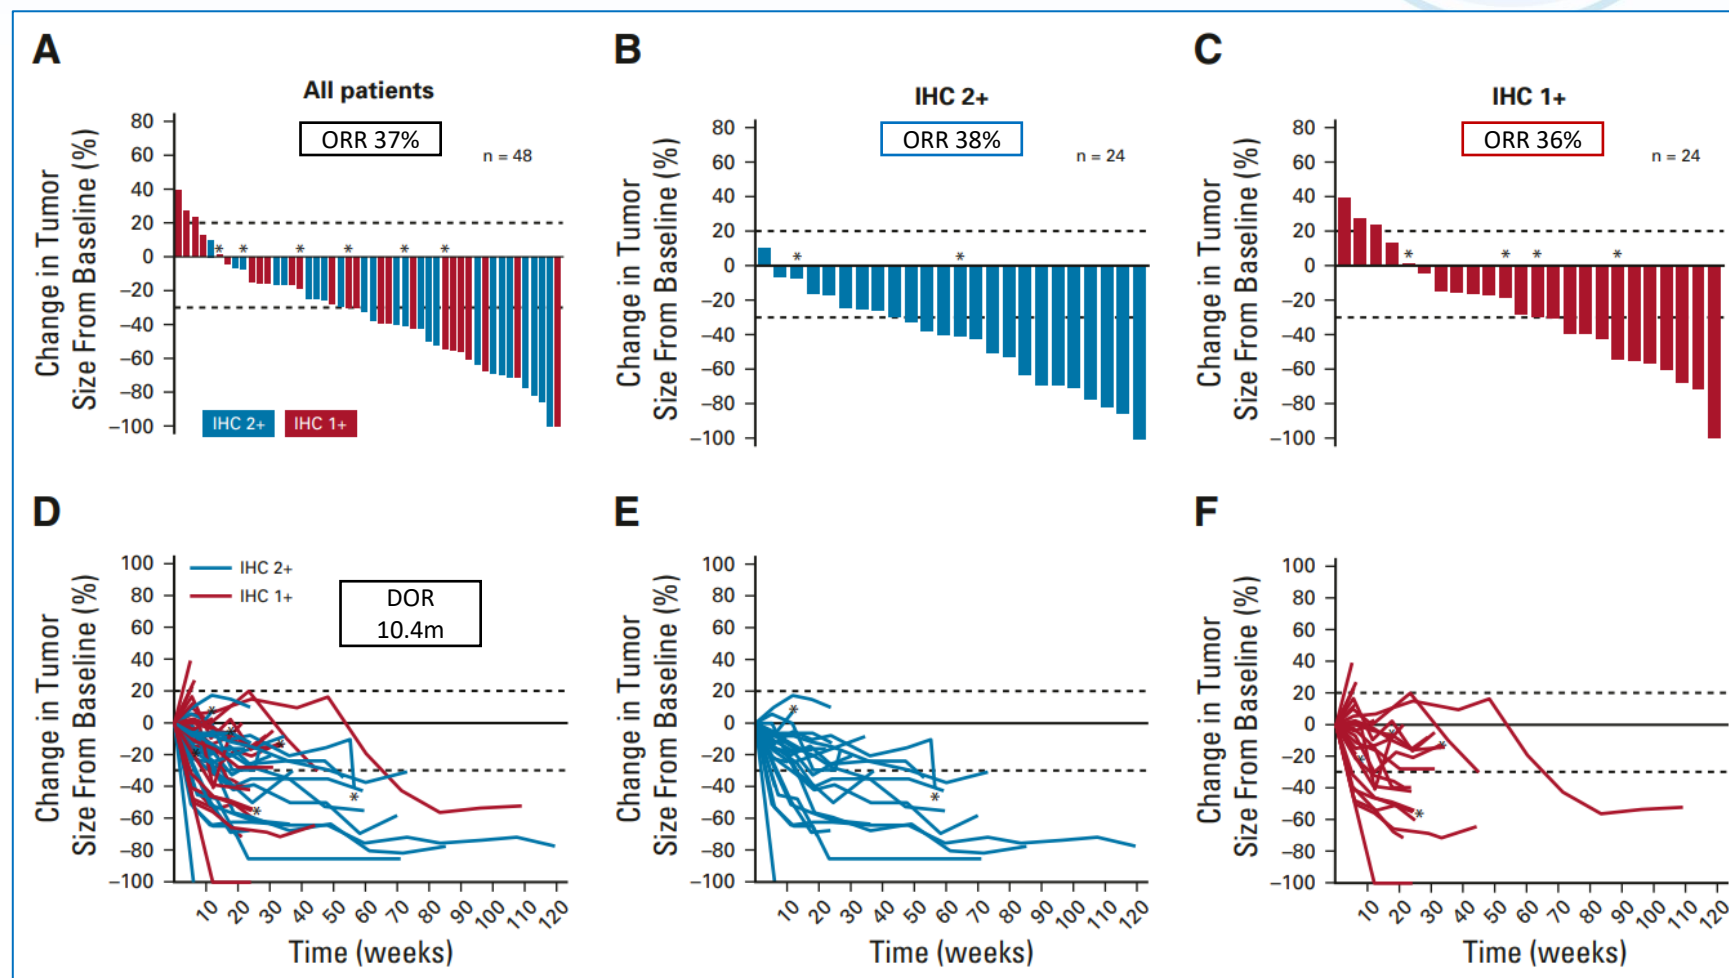 A
All patients
ORR 37%
n = 48
Change in Tumor
Size From Baseline (%)
80
60
40
20
0
−20
−40
−60
−80
−100
*
*
*
*
*
*
IHC 2+
IHC 1+
B
IHC 2+
ORR 38%
n = 24
Change in Tumor
Size From Baseline (%)
80
60
40
20
0
−20
−40
−60
−80
−100
*
*
C
IHC 1+
ORR 36%
n = 24
Change in Tumor
Size From Baseline (%)
80
60
40
20
0
−20
−40
−60
−80
−100
*
*
*
*
D
IHC 2+
IHC 1+
DOR
10.4m
Change in Tumor
Size From Baseline (%)
100
80
60
40
20
0
−20
−40
−60
−80
−100
*
*
*
*
*
10 20 30 40 50 60 70 80 90 100 110 120
Time (weeks)
E
Change in Tumor
Size From Baseline (%)
100
80
60
40
20
0
−20
−40
−60
−80
−100
*
*
10 20 30 40 50 60 70 80 90 100 110 120
Time (weeks)
F
Change in Tumor
Size From Baseline (%)
100
80
60
40
20
0
−20
−40
−60
−80
−100
*
*
*
*
10 20 30 40 50 60 70 80 90 100 110 120
Time (weeks)